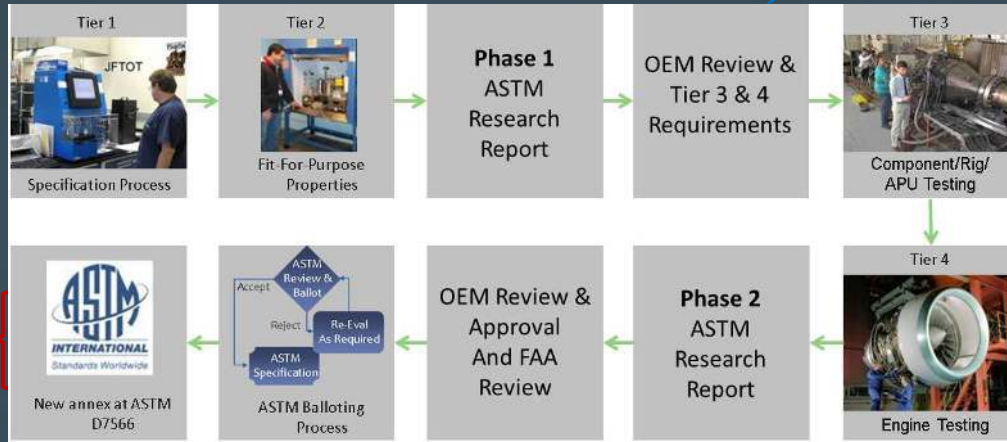 Tier 1
JFTOT
Specification Process
Tier 2
Fit-For-Purpose
Properties
Phase 1
ASTM
Research
Report
OEM Review &
Tier 3 & 4
Requirements
Tier 3
Component/Rig/
APU Testing
Tier 4
Engine Testing
Phase 2
ASTM
Research
Report
OEM Review &
Approval
And FAA
Review
ASTM
Review &
Ballot
Accept
Reject
Re-Eval
As Required
ASTM
Specification
ASTM Balloting
Process
ASTM
INTERNATIONAL
Standards Worldwide
New annex at ASTM
D7566